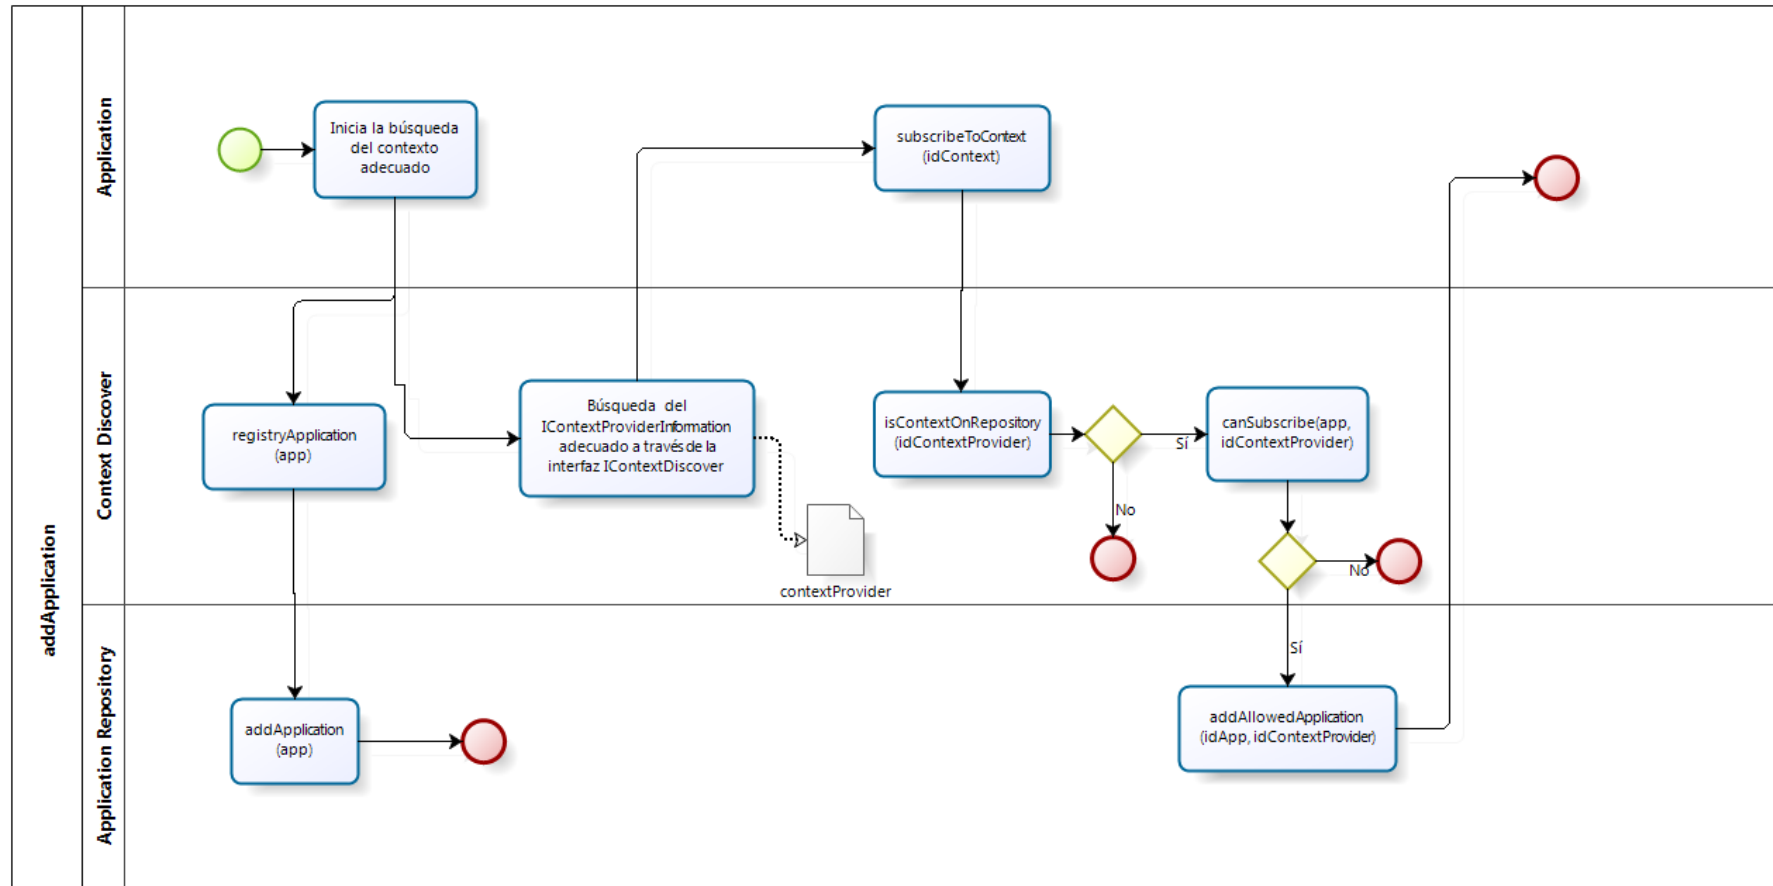 addApplication
Application
Inicia la búsqueda
del contexto
adecuado
subscribeToContext
(idContext)
Context Discover
registryApplication
(app)
Búsqueda del
IContextProviderInformation
adecuado a través de la
interfaz IContextDiscover
contextProvider
isContextOnRepository
(idContextProvider)
Sí
No
canSubscribe(app,
idContextProvider)
No
Sí
Application Repository
addApplication
(app)
addAllowedApplication
(idApp, idContextProvider)